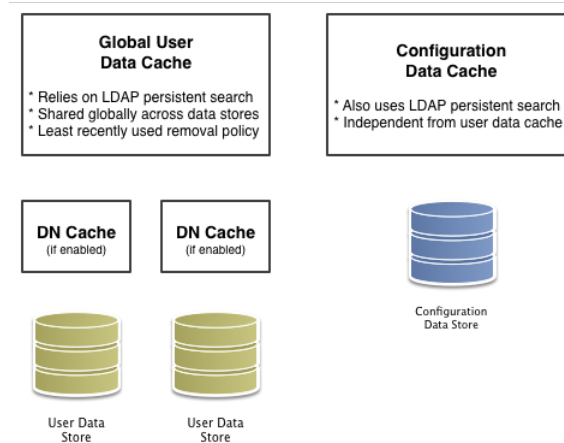 Global User
Data Cache
* Relies on LDAP persistent search
* Shared globally across data stores
* Least recently used removal policy
Configuration
Data Cache
* Also uses LDAP persistent search
* Independent from user data cache
DN Cache
(if enabled)
DN Cache
(if enabled)
Configuration
Data Store
User Data
Store
User Data
Store